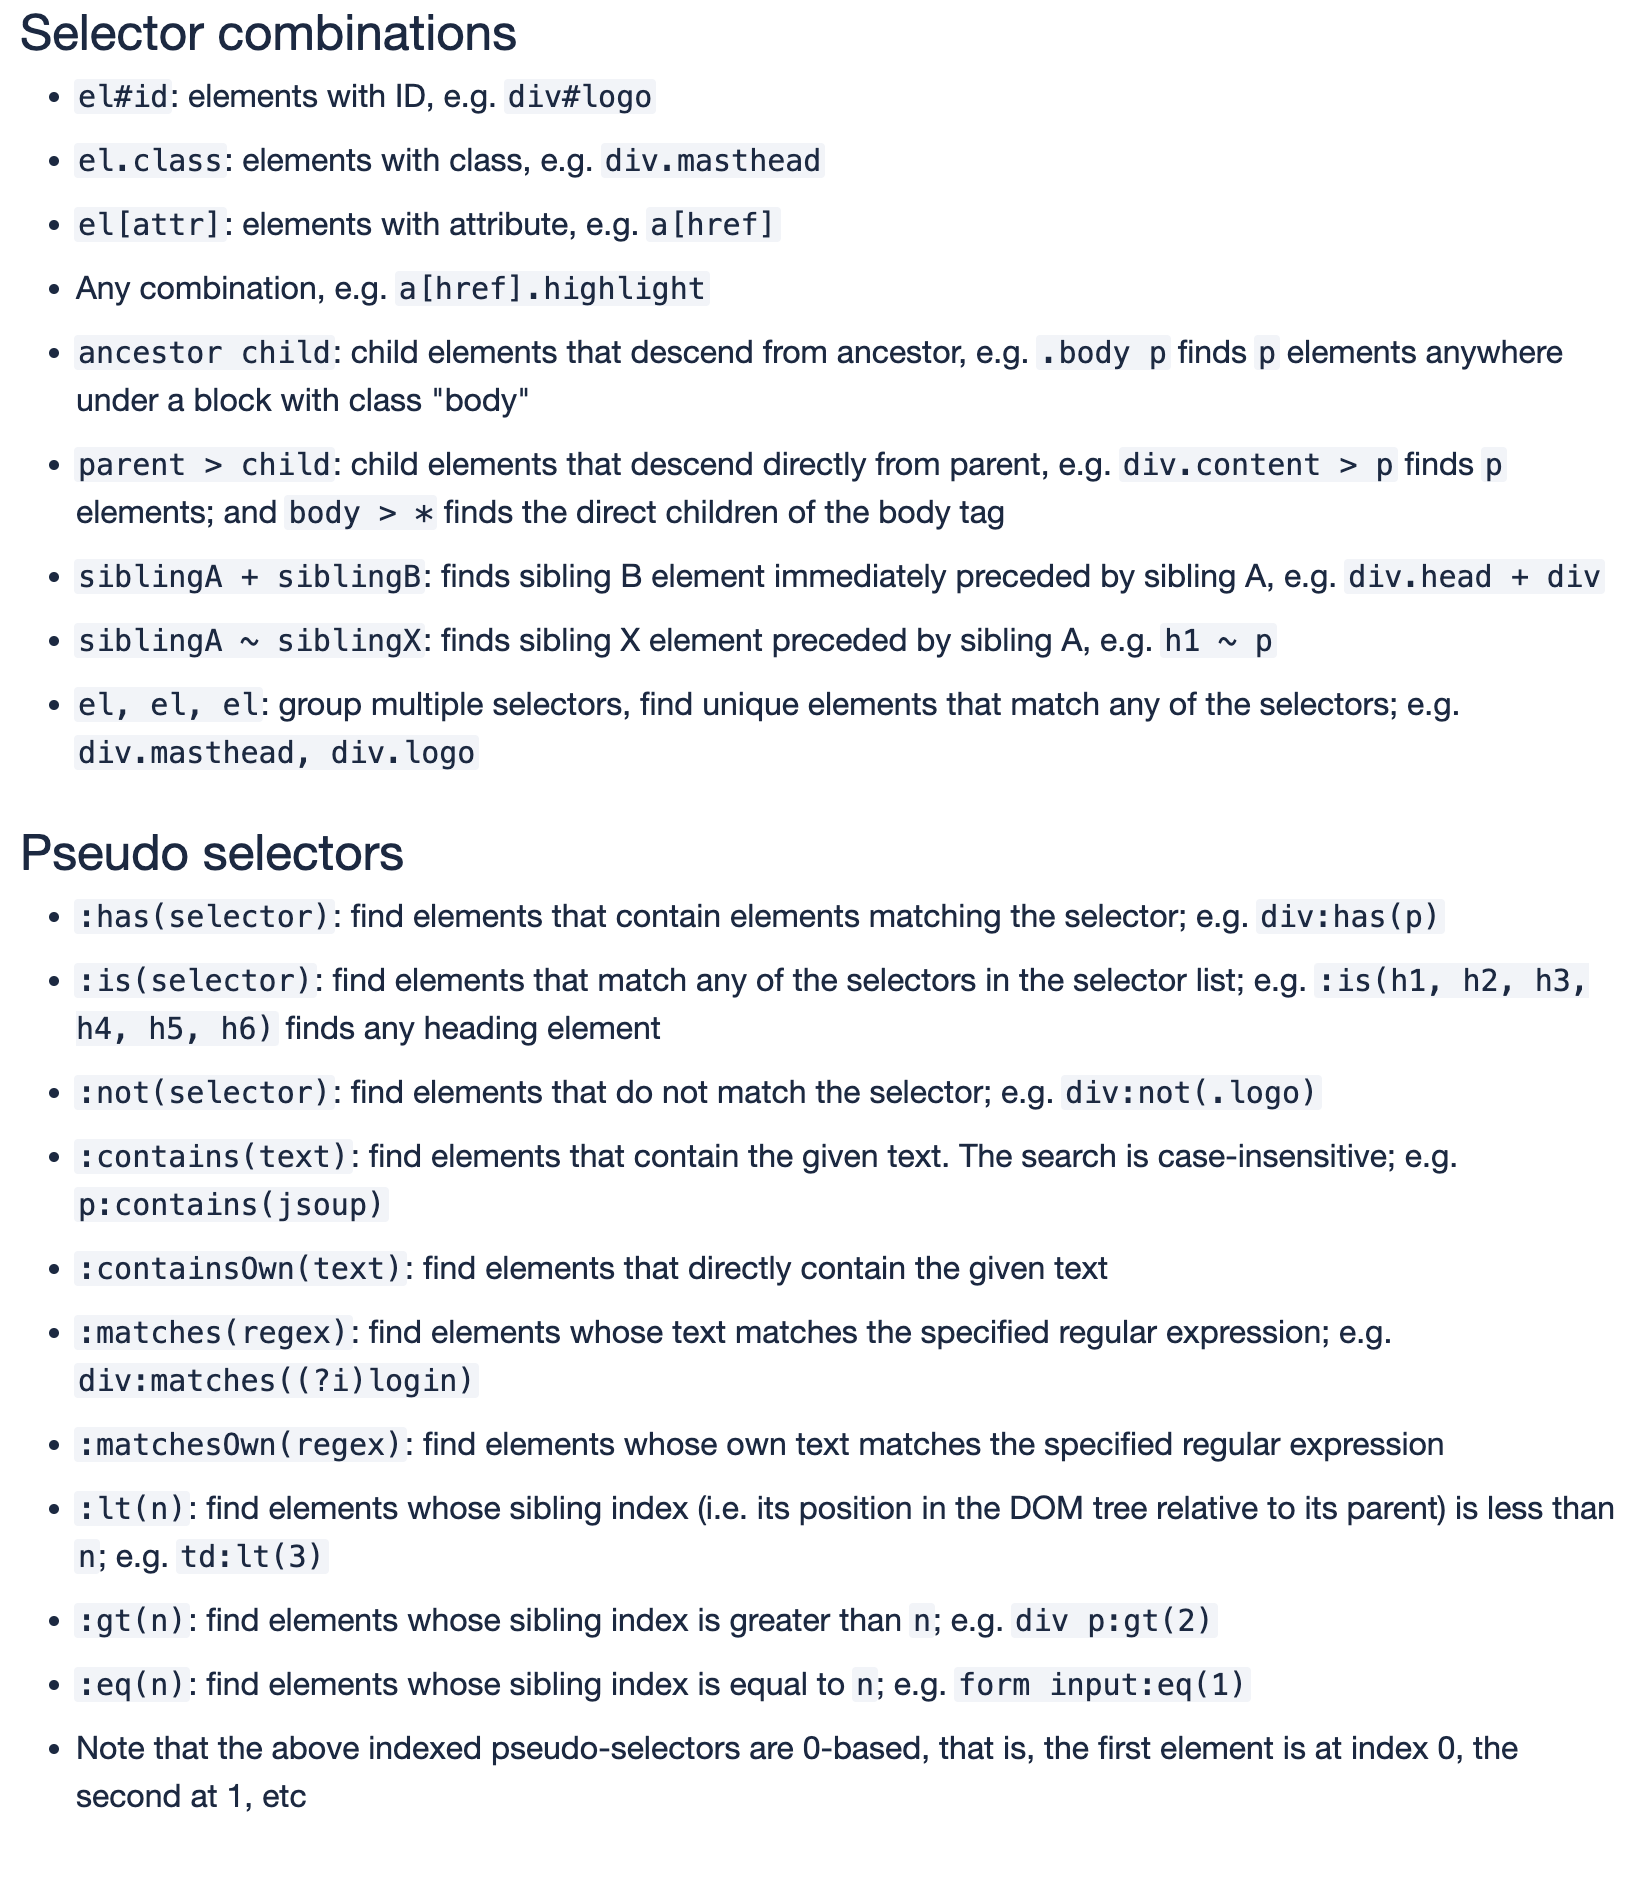 Selector combinations
• el#id: elements with ID, e.g. div#logo
• el.class: elements with class, e.g. div.masthead
• el[attr]: elements with attribute, e.g. a[href]
• Any combination, e.g. a[href].highlight
• ancestor child: child elements that descend from ancestor, e.g. .body p finds p elements anywhere
under a block with class "body"
• parent > child: child elements that descend directly from parent, e.g. div.content > p finds p
elements; and body > * finds the direct children of the body tag
• siblingA + siblingB: finds sibling B element immediately preceded by sibling A, e.g. div.head + div
• siblingA ~ siblingX: finds sibling X element preceded by sibling A, e.g. h1 ~ p
• el, el, el: group multiple selectors, find unique elements that match any of the selectors; e.g.
div.masthead, div.logo
Pseudo selectors
• :has(selector): find elements that contain elements matching the selector; e.g. div:has(p)
• :is(selector): find elements that match any of the selectors in the selector list; e.g. :is(h1, h2, h3,
h4, h5, h6) finds any heading element
• :not(selector): find elements that do not match the selector; e.g. div:not(.logo)
• :contains(text): find elements that contain the given text. The search is case-insensitive; e.g.
p:contains(jsoup)
• :containsOwn(text): find elements that directly contain the given text
• :matches(regex): find elements whose text matches the specified regular expression; e.g.
div:matches((?i)login)
• :matchesOwn(regex): find elements whose own text matches the specified regular expression
• :lt(n): find elements whose sibling index (i.e. its position in the DOM tree relative to its parent) is less than
n; e.g. td:lt(3)
• :gt(n): find elements whose sibling index is greater than n; e.g. div p:gt(2)
• :eq(n): find elements whose sibling index is equal to n; e.g. form input:eq(1)
• Note that the above indexed pseudo-selectors are 0-based, that is, the first element is at index 0, the
second at 1, etc